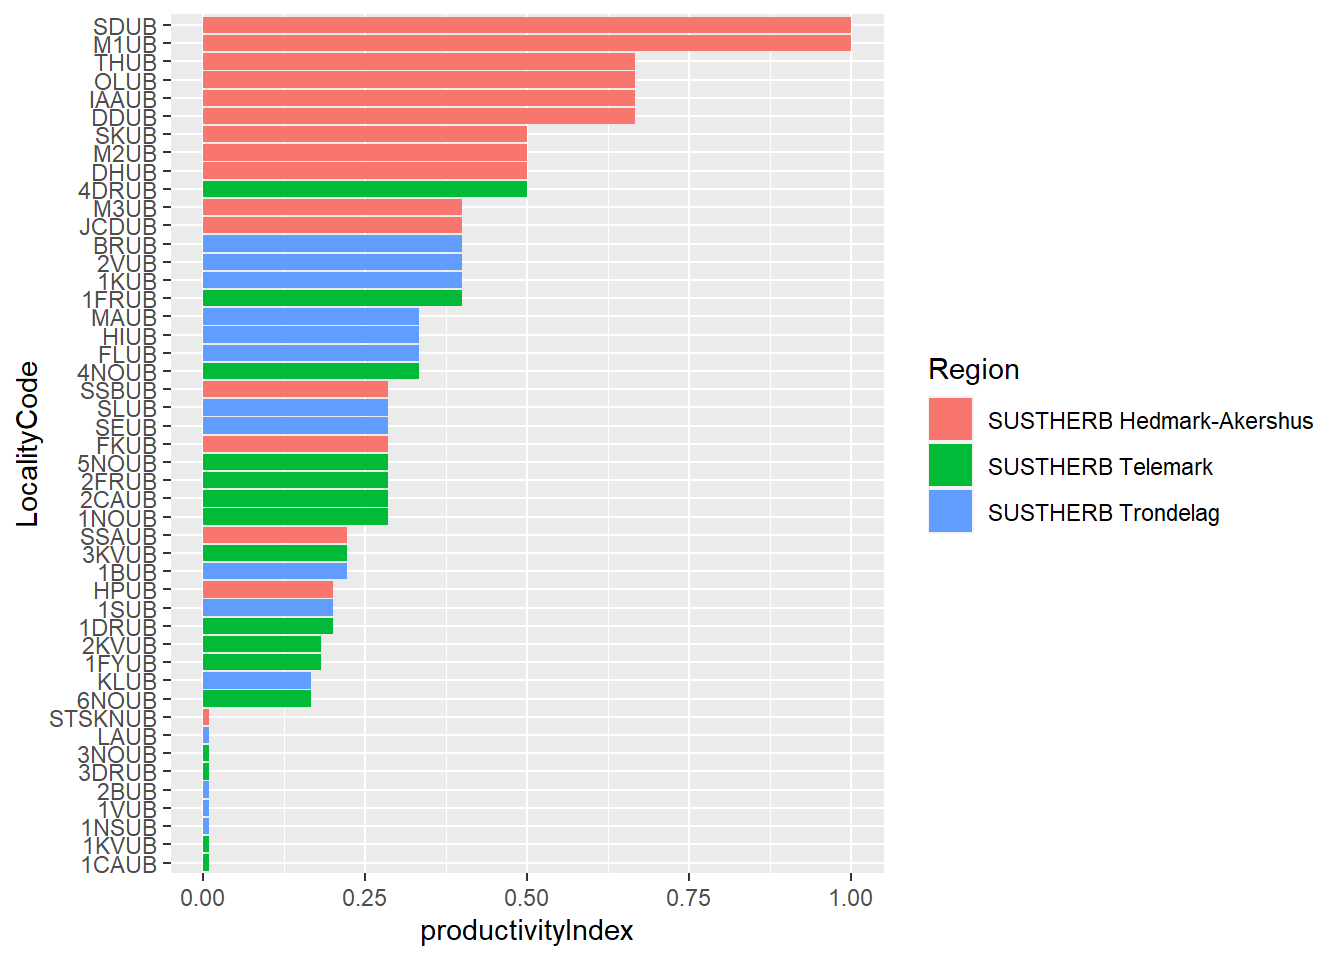 SDUB
M1UB
THUB
OLUB
IAAUB
DDUB
SKUB
M2UB
DHUB
4DRUB
M3UB
JCDUB
BRUB
2VUB
1KUB
1FRUB
MAUB
HIUB
FLUB
4NOUB
SSBUB
SLUB
SEUB
FKUB
5NOUB
2FRUB
2CAUB
1NOUB
SSAUB
3KVUB
1BUB
HPUB
1SUB
1DRUB
2KVUB
1FYUB
KLUB
6NOUB
STSKNUB
LAUB
3NOUB
3DRUB
2BUB
1VUB
1NSUB
1KVUB
1CAUB
LocalityCode
0.00 0.25 0.50 0.75 1.00
productivityIndex
Region
SUSTHERB Hedmark-Akershus
SUSTHERB Telemark
SUSTHERB Trondelag